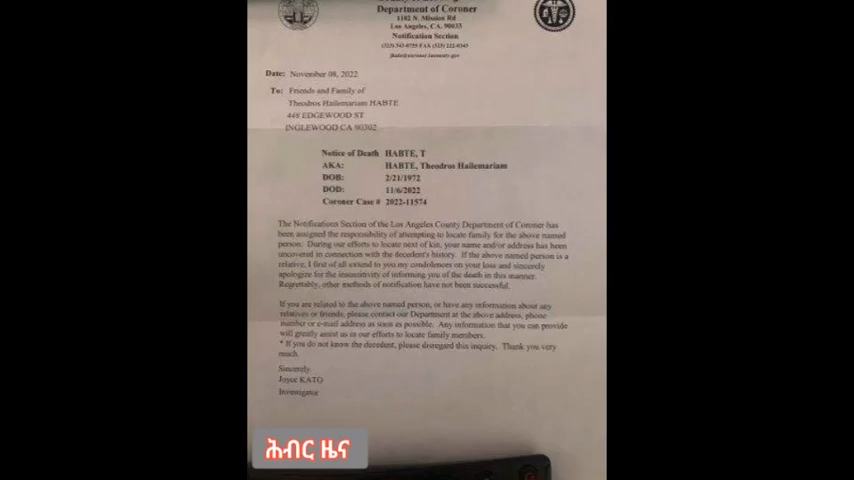 Department of Coroner
1102 N. Mission Rd
Los Angeles, CA. 90033
Notification Section
(323) 343-0755 FAX (323) 222-0345
Date: November 08, 2022
To: Friends and Family of
Theodros Hailemariam HABTE
448 EDGEWOOD ST
INGLEWOOD CA 90302
Notice of Death HABTE, T
AKA: HABTE, Theodros Hailemariam
DOB: 2/21/1972
DOD: 11/6/2022
Coroner Case # 2022-11574
The Notifications Section of the Los Angeles County Department of Coroner has
been assigned the responsibility of attempting to locate family for the above named
person. During our efforts to locate next of kin, your name and/or address has been
uncovered in connection with the decedent's history. If the above named person is a
relative, I first of all extend to you my condolences on your loss and sincerely
apologize for the insensitivity of informing you of the death in this manner.
Regrettably, other methods of notification have not been successful.
If you are related to the above named person, or have any information about any
relatives or friends, please contact our Department at the above address, phone
number or e-mail address as soon as possible. Any information that you can provide
will greatly assist us in our efforts to locate family members.
* If you do not know the decedent, please disregard this inquiry. Thank you very
much.
Sincerely,
Joyce KATO
Investigator
ሕብር ዜና